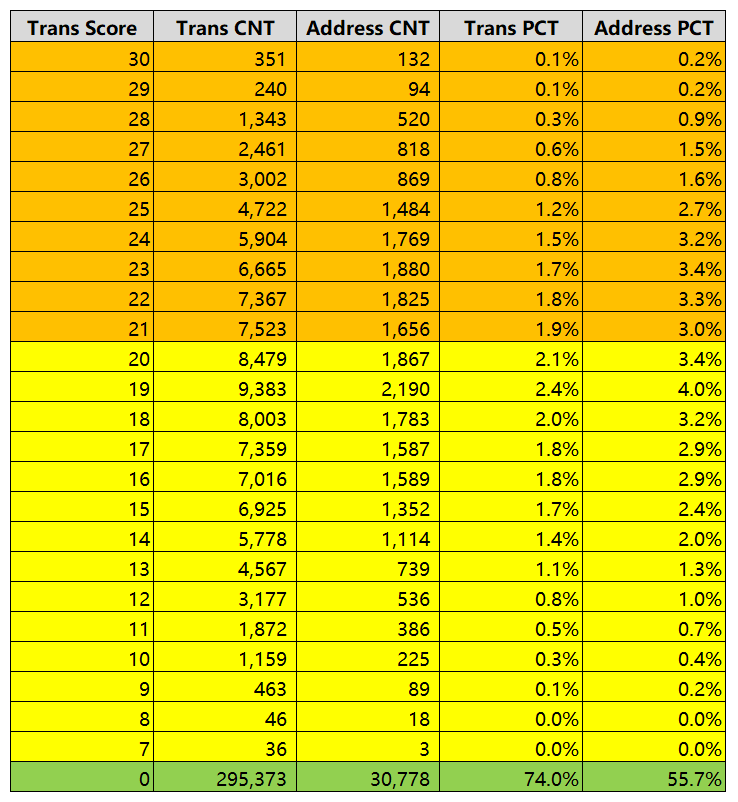 Trans Score Trans CNT Address CNT Trans PCT Address PCT
30 351 132 0.1% 0.2%
29 240 94 0.1% 0.2%
28 1,343 520 0.3% 0.9%
27 2,461 818 0.6% 1.5%
26 3,002 869 0.8% 1.6%
25 4,722 1,484 1.2% 2.7%
24 5,904 1,769 1.5% 3.2%
23 6,665 1,880 1.7% 3.4%
22 7,367 1,825 1.8% 3.3%
21 7,523 1,656 1.9% 3.0%
20 8,479 1,867 2.1% 3.4%
19 9,383 2,190 2.4% 4.0%
18 8,003 1,783 2.0% 3.2%
17 7,359 1,587 1.8% 2.9%
16 7,016 1,589 1.8% 2.9%
15 6,925 1,352 1.7% 2.4%
14 5,778 1,114 1.4% 2.0%
13 4,567 739 1.1% 1.3%
12 3,177 536 0.8% 1.0%
11 1,872 386 0.5% 0.7%
10 1,159 225 0.3% 0.4%
9 463 89 0.1% 0.2%
8 46 18 0.0% 0.0%
7 36 3 0.0% 0.0%
0 295,373 30,778 74.0% 55.7%